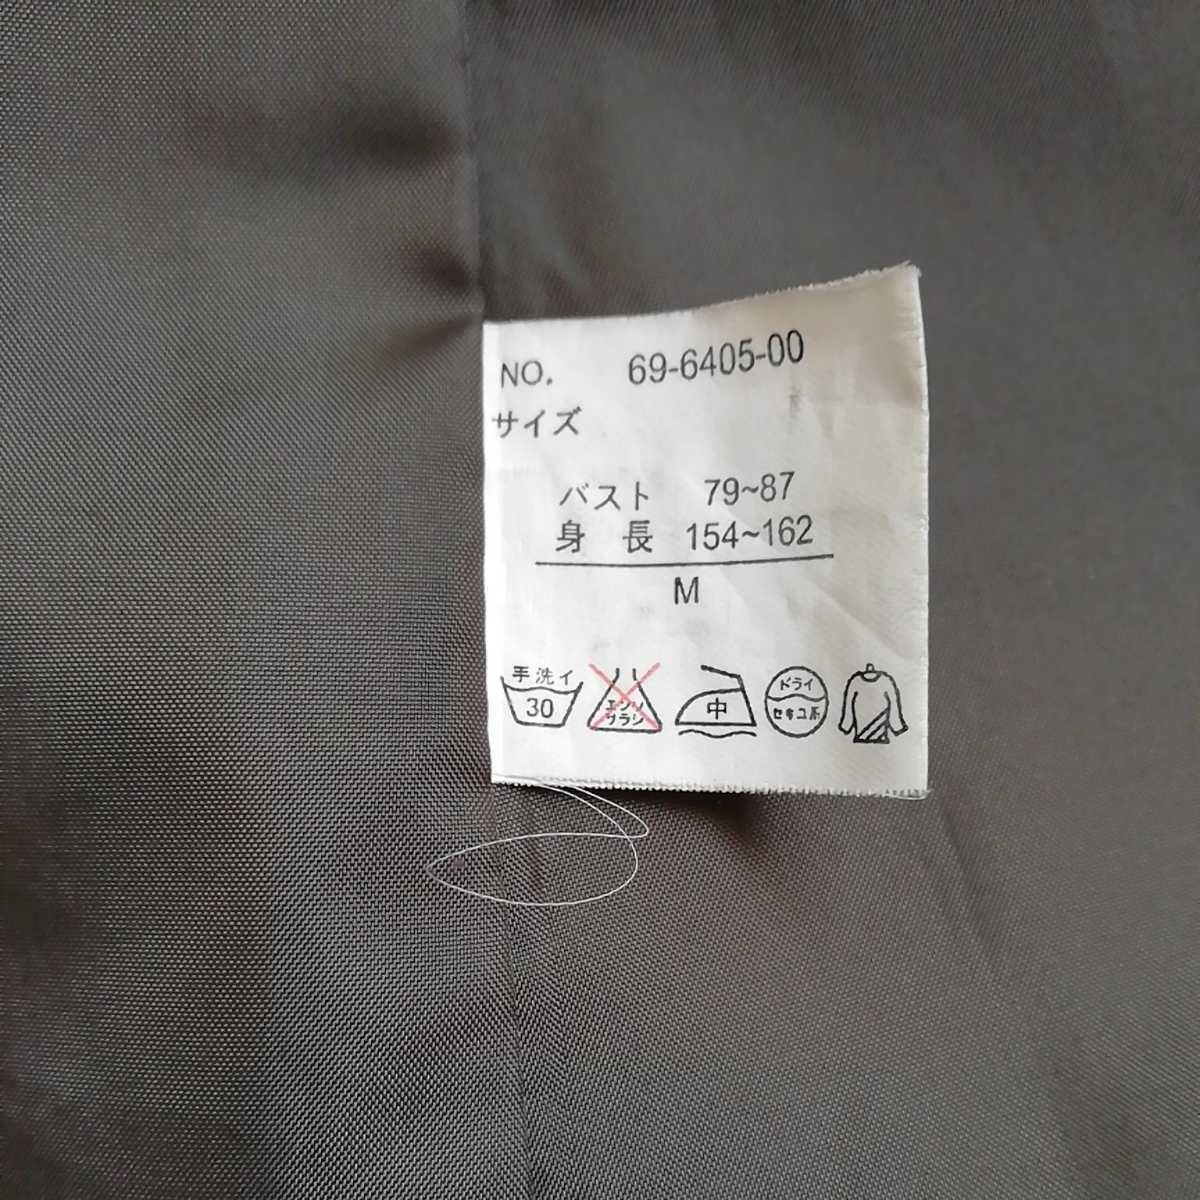 NO. 69-6405-00
サイズ
バスト 79~87
身 長 154~162
M
手洗イ
30
エンソ
サラシ
中
ドライ
セキユ系